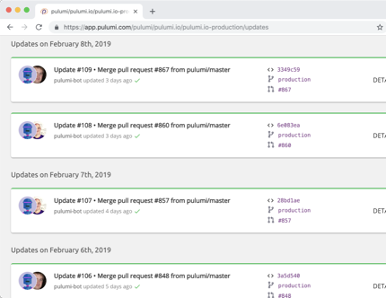 pulumi/pulumi.io/pulumi.io-pro
https://app.pulumi.com/pulumi/pulumi.io/pulumi.io-production/updates
Updates on February 8th, 2019
Update #109 • Merge pull request #867 from pulumi/master
pulumi-bot updated 3 days ago
3349c59
production
#867
DETA
Update #108 • Merge pull request #860 from pulumi/master
pulumi-bot updated 3 days ago
6e083ea
production
#860
DETA
Updates on February 7th, 2019
Update #107 • Merge pull request #857 from pulumi/master
pulumi-bot updated 4 days ago
28bd1ae
production
#857
DETA
Updates on February 6th, 2019
Update #106 • Merge pull request #848 from pulumi/master
pulumi-bot updated 5 days ago
3a5d540
production
#848
DETA